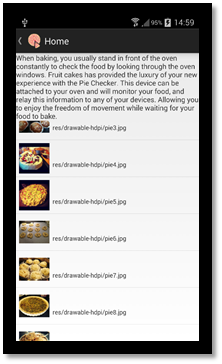 95% 14:59
Home
When baking, you usually stand in front of the oven
constantly to check the food by looking through the oven
windows. Fruit cakes has provided the luxury of your new
experience with the Pie Checker. This device can be
attached to your oven and will monitor your food, and
relay this information to any of your devices. Allowing you
to enjoy the freedom of movement while waiting for your
food to bake.
res/drawable-hdpi/pie3.jpg
res/drawable-hdpi/pie4.jpg
res/drawable-hdpi/pie5.jpg
res/drawable-hdpi/pie6.jpg
res/drawable-hdpi/pie7.jpg
res/drawable-hdpi/pie8.jpg